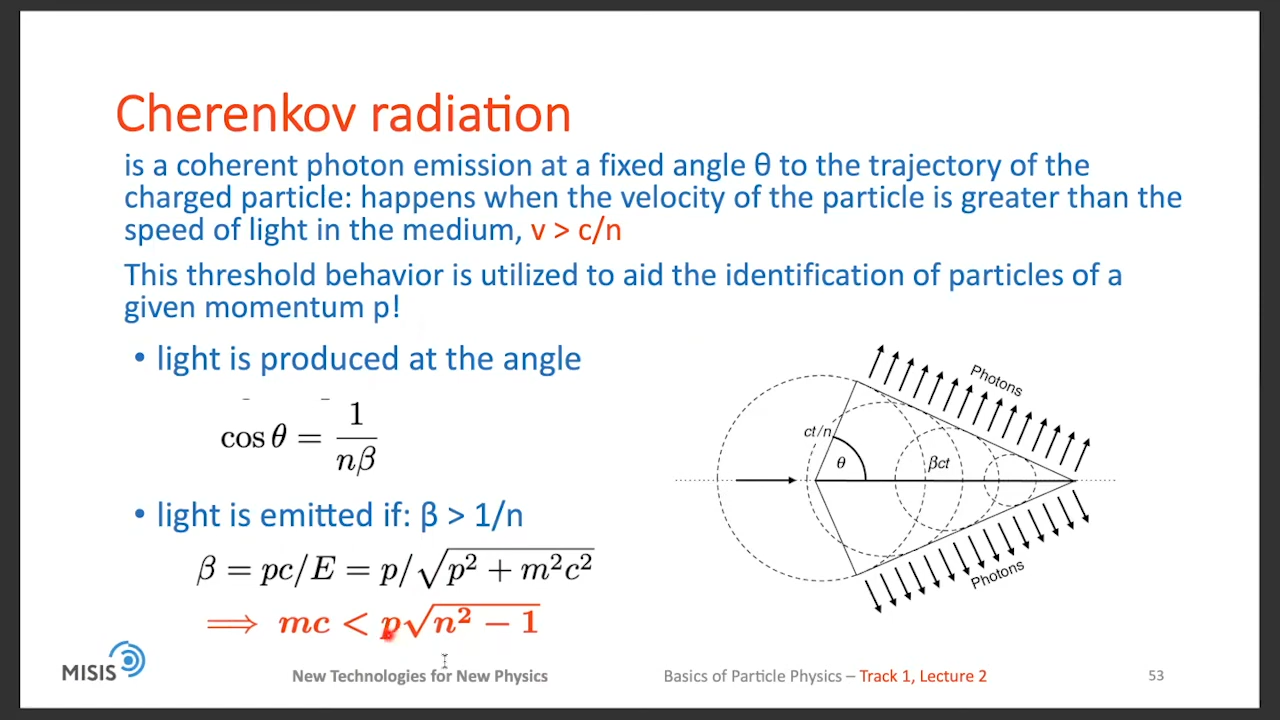 Cherenkov radiation
is a coherent photon emission at a fixed angle θ to the trajectory of the
charged particle: happens when the velocity of the particle is greater than the
speed of light in the medium, v > c/n
This threshold behavior is utilized to aid the identification of particles of a
given momentum p!
• light is produced at the angle
cos θ = 1/nβ
• light is emitted if: β > 1/n
β = pc/E = p/√(p² + m²c²)
⟹ mc < p√(n² − 1)
Photons
ct/n
θ
βct
Photons
MISIS
New Technologies for New Physics
Basics of Particle Physics – Track 1, Lecture 2
53